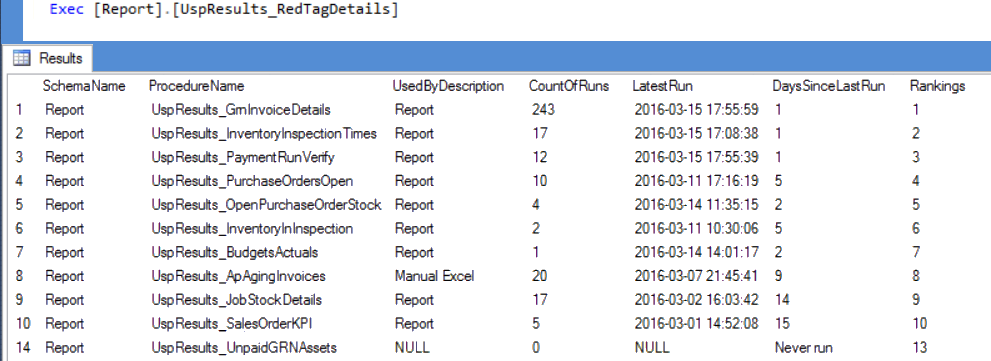 Exec [Report].[UspResults_RedTagDetails]
Results
SchemaName ProcedureName UsedByDescription CountOfRuns LatestRun DaysSinceLastRun Rankings
1 Report UspResults_GrnInvoiceDetails Report 243 2016-03-15 17:55:59 1 1
2 Report UspResults_InventoryInspectionTimes Report 17 2016-03-15 17:08:38 1 2
3 Report UspResults_PaymentRunVerify Report 12 2016-03-15 17:55:39 1 3
4 Report UspResults_PurchaseOrdersOpen Report 10 2016-03-11 17:16:19 5 4
5 Report UspResults_OpenPurchaseOrderStock Report 4 2016-03-14 11:35:15 2 5
6 Report UspResults_InventoryInInspection Report 2 2016-03-11 10:30:06 5 6
7 Report UspResults_BudgetsActuals Report 1 2016-03-14 14:01:17 2 7
8 Report UspResults_ApAgingInvoices Manual Excel 20 2016-03-07 21:45:41 9 8
9 Report UspResults_JobStockDetails Report 17 2016-03-02 16:03:42 14 9
10 Report UspResults_SalesOrderKPI Report 5 2016-03-01 14:52:08 15 10
14 Report UspResults_UnpaidGRNAssets NULL 0 NULL Never run 13